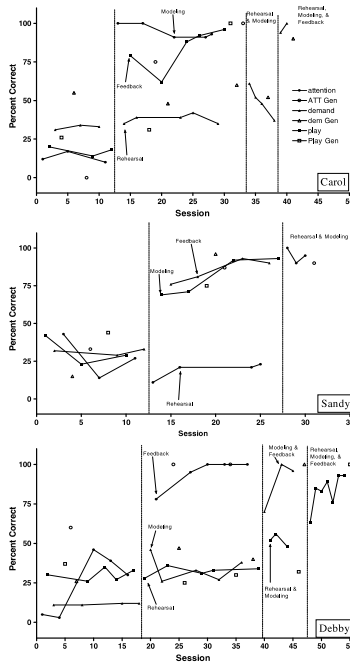 Modeling
Rehearsal
& Modeling
Rehearsal,
Modeling, &
Feedback
100
75
50
25
0
Percent Correct
Feedback
Rehearsal
attention
ATT Gen
demand
dem Gen
play
Play Gen
0 5 10 15 20 25 30 35 40 45 50
Session
Carol
100
75
50
25
0
Percent Correct
Modeling
Feedback
Rehearsal
Rehearsal & Modeling
0 5 10 15 20 25 30
Session
Sandy
100
75
50
25
0
Percent Correct
Feedback
Modeling
Rehearsal
Modeling &
Feedback
Rehearsal
& Modeling
Rehearsal,
Modeling, &
Feedback
0 5 10 15 20 25 30 35 40 45 50
Session
Debby